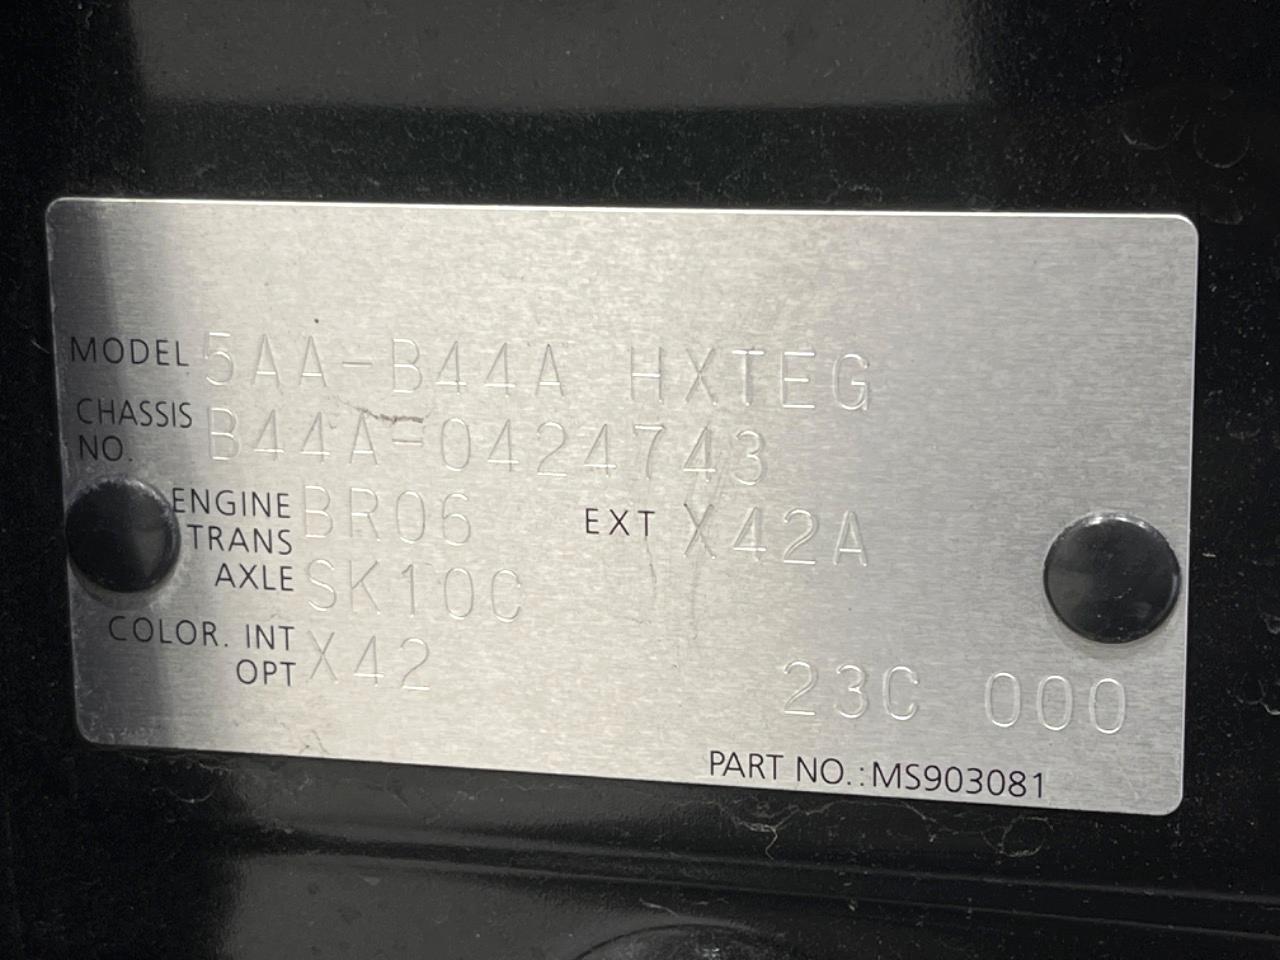 MODEL 5AA-B44A HXTEG
CHASSIS NO. B44A-0424743
ENGINE BR06 EXT X42A
TRANS AXLE SK10C
COLOR. INT OPT X42
23C 000
PART NO.:MS903081